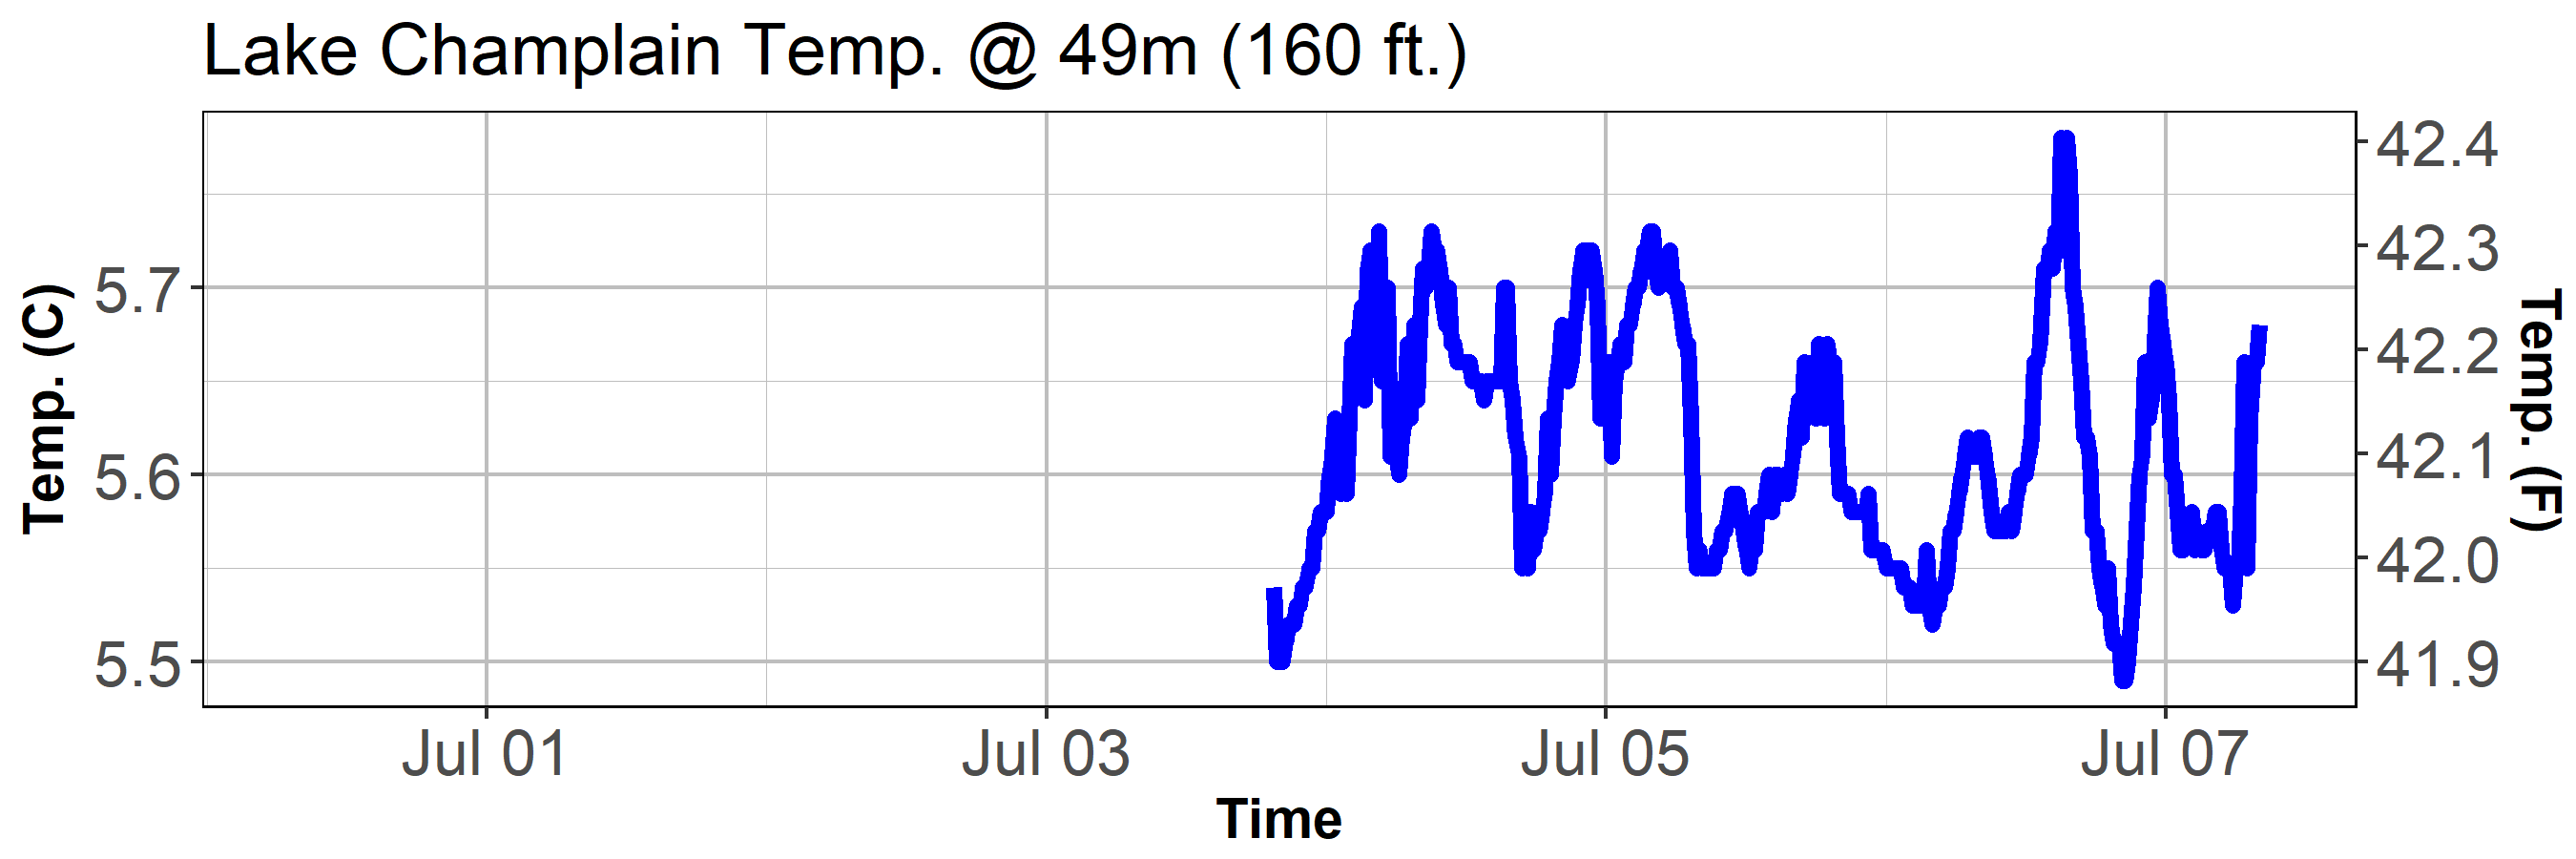 Lake Champlain Temp. @ 49m (160 ft.)
Temp. (C)
5.7
5.6
5.5
42.4
42.3
42.2
42.1
42.0
41.9
Temp. (F)
Jul 01 Jul 03 Jul 05 Jul 07
Time